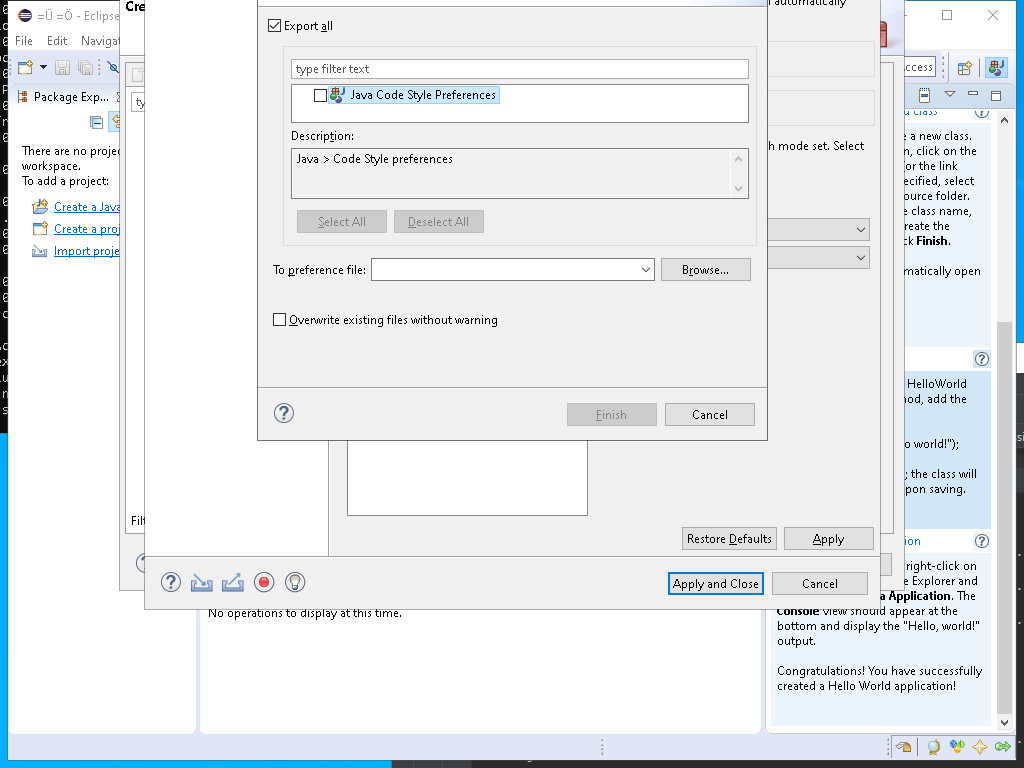 =Ü =Ö - Eclipse
File Edit Navigat
Package Exp...
There are no proje
workspace.
To add a project:
Create a Java
Create a proj
Import proje
Cre
ty
Filt
automatically
Export all
type filter text
Java Code Style Preferences
Description:
Java > Code Style preferences
Select All
Deselect All
To preference file:
Browse...
Overwrite existing files without warning
Finish
Cancel
h mode set. Select
Restore Defaults
Apply
Apply and Close
Cancel
No operations to display at this time.
ccess
u class
e a new class.
n, click on the
or the link
ecified, select
ource folder.
e class name,
reate the
k Finish.
matically open
HelloWorld
od, add the
o world!");
; the class will
pon saving.
ion
right-click on
e Explorer and
a Application. The
Console view should appear at the
bottom and display the "Hello, world!"
output.
Congratulations! You have successfully
created a Hello World application!